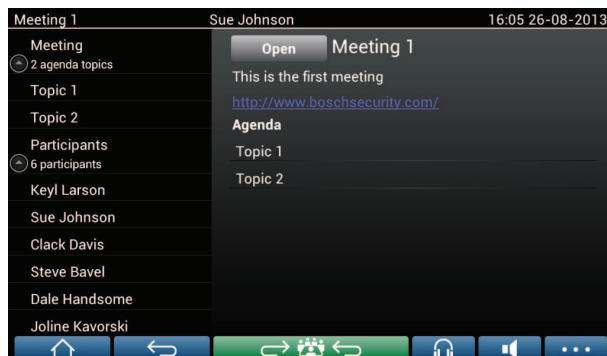 Meeting 1 Sue Johnson 16:05 26-08-2013
Meeting
2 agenda topics
Topic 1
Topic 2
Participants
6 participants
Keyl Larson
Sue Johnson
Clack Davis
Steve Bavel
Dale Handsome
Joline Kavorski
Open Meeting 1
This is the first meeting
http://www.boschsecurity.com/
Agenda
Topic 1
Topic 2